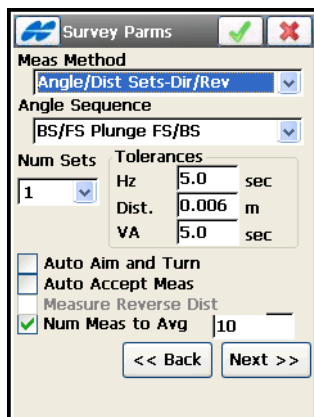 Survey Parms
Meas Method
Angle/Dist Sets-Dir/Rev
Angle Sequence
BS/FS Plunge FS/BS
Num Sets
1
Tolerances
Hz 5.0 sec
Dist. 0.006 m
VA 5.0 sec
Auto Aim and Turn
Auto Accept Meas
Measure Reverse Dist
Num Meas to Avg 10
<< Back Next >>